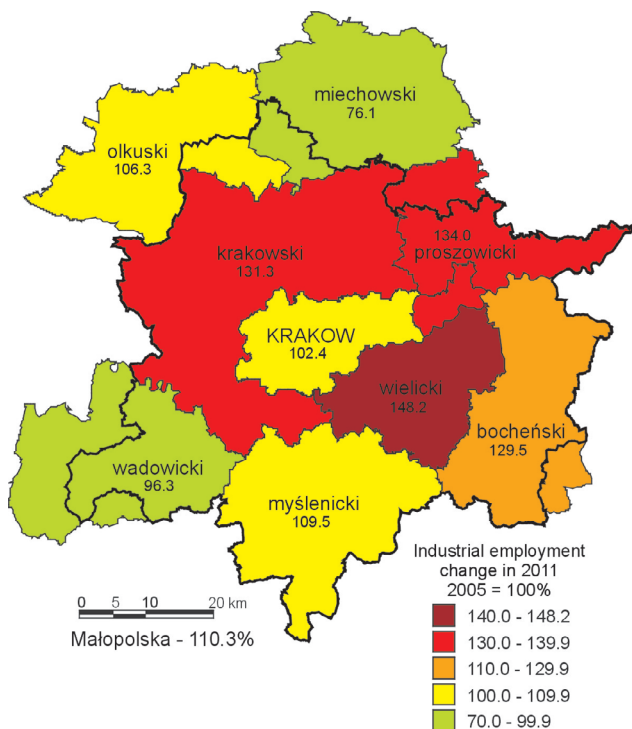 miechowski
76.1
olkuski
106.3
134.0
proszowicki
krakowski
131.3
KRAKOW
102.4
wielicki
148.2
bocheński
129.5
wadowicki
96.3
myślenicki
109.5
Industrial employment
change in 2011
2005 = 100%
140.0 - 148.2
130.0 - 139.9
110.0 - 129.9
100.0 - 109.9
70.0 - 99.9
0 5 10 20 km
Małopolska - 110.3%